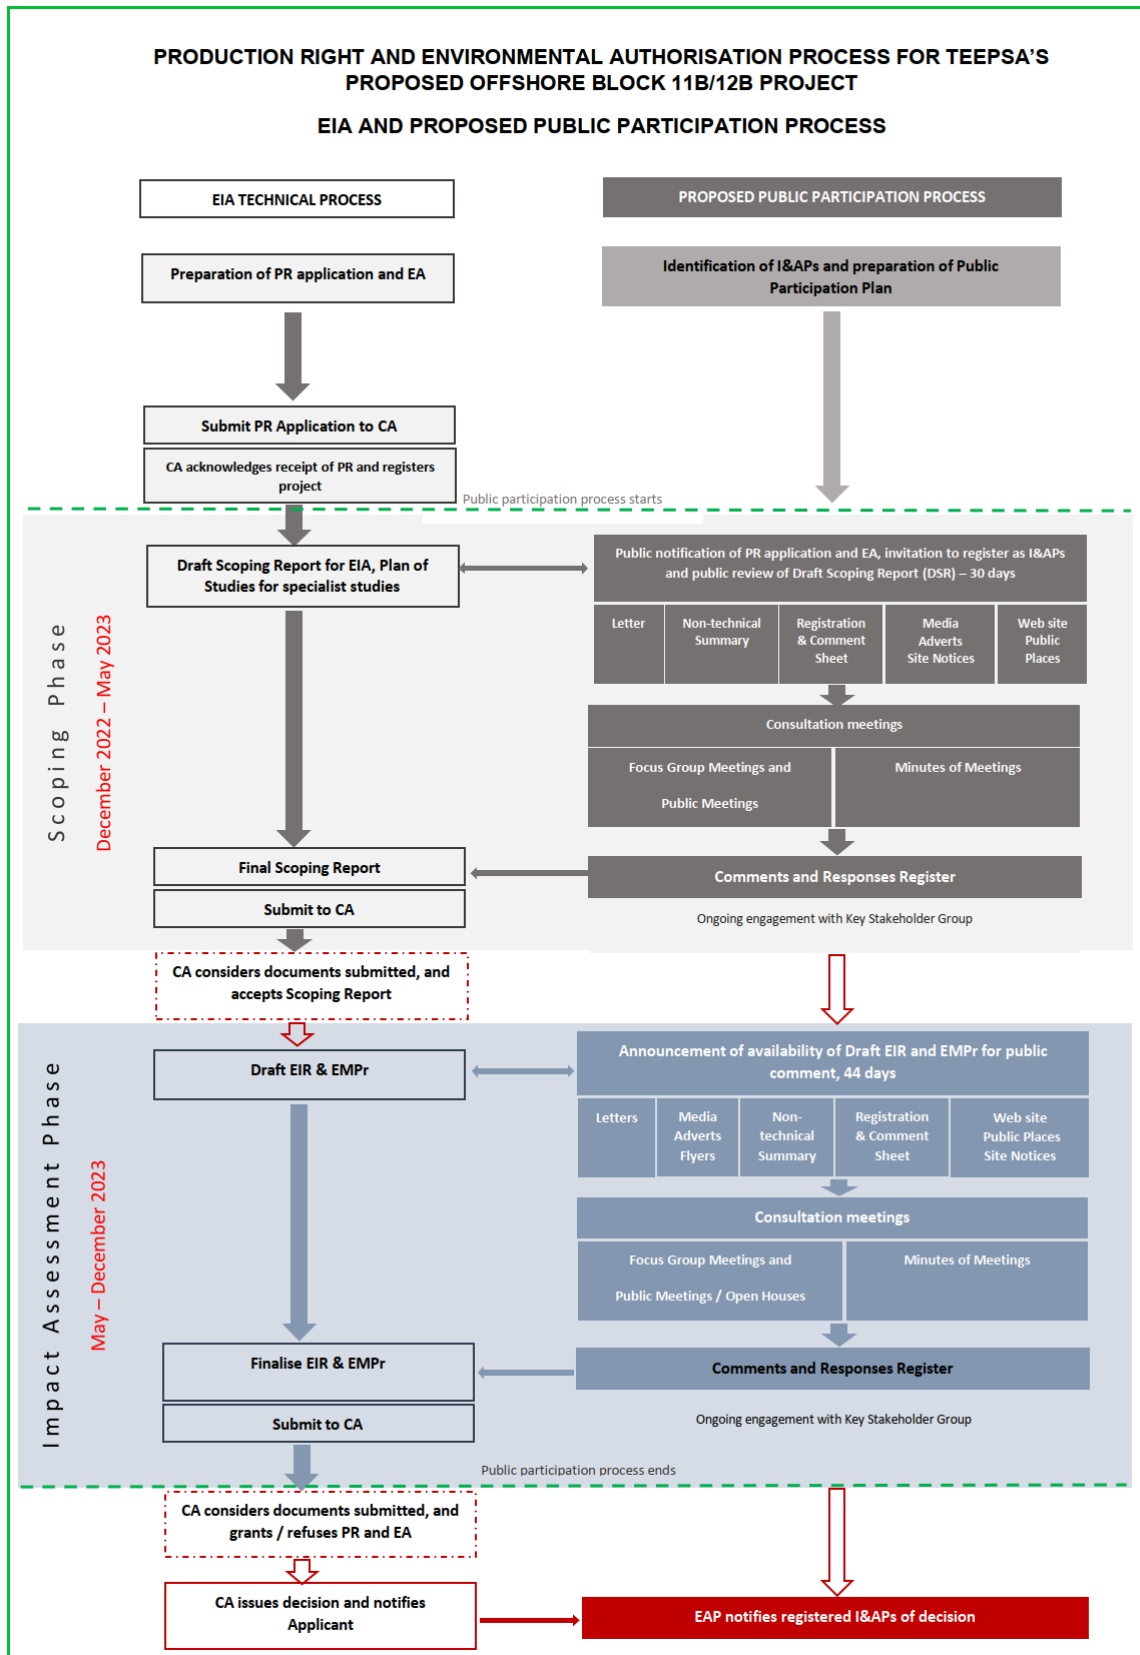 PRODUCTION RIGHT AND ENVIRONMENTAL AUTHORISATION PROCESS FOR TEEPSA'S
PROPOSED OFFSHORE BLOCK 11B/12B PROJECT
EIA AND PROPOSED PUBLIC PARTICIPATION PROCESS
EIA TECHNICAL PROCESS
PROPOSED PUBLIC PARTICIPATION PROCESS
Preparation of PR application and EA
Identification of I&APs and preparation of Public
Participation Plan
Submit PR Application to CA
CA acknowledges receipt of PR and registers
project
Public participation process starts
Scoping Phase
December 2022 – May 2023
Draft Scoping Report for EIA, Plan of
Studies for specialist studies
Public notification of PR application and EA, invitation to register as I&APs
and public review of Draft Scoping Report (DSR) – 30 days
Letter
Non-technical
Summary
Registration
& Comment
Sheet
Media
Adverts
Site Notices
Web site
Public
Places
Consultation meetings
Focus Group Meetings and
Public Meetings
Minutes of Meetings
Final Scoping Report
Submit to CA
Comments and Responses Register
Ongoing engagement with Key Stakeholder Group
CA considers documents submitted, and
accepts Scoping Report
Impact Assessment Phase
May – December 2023
Draft EIR & EMPr
Announcement of availability of Draft EIR and EMPr for public
comment, 44 days
Letters
Media
Adverts
Flyers
Non-
technical
Summary
Registration
& Comment
Sheet
Web site
Public Places
Site Notices
Consultation meetings
Focus Group Meetings and
Public Meetings / Open Houses
Minutes of Meetings
Finalise EIR & EMPr
Submit to CA
Comments and Responses Register
Ongoing engagement with Key Stakeholder Group
Public participation process ends
CA considers documents submitted, and
grants / refuses PR and EA
CA issues decision and notifies
Applicant
EAP notifies registered I&APs of decision